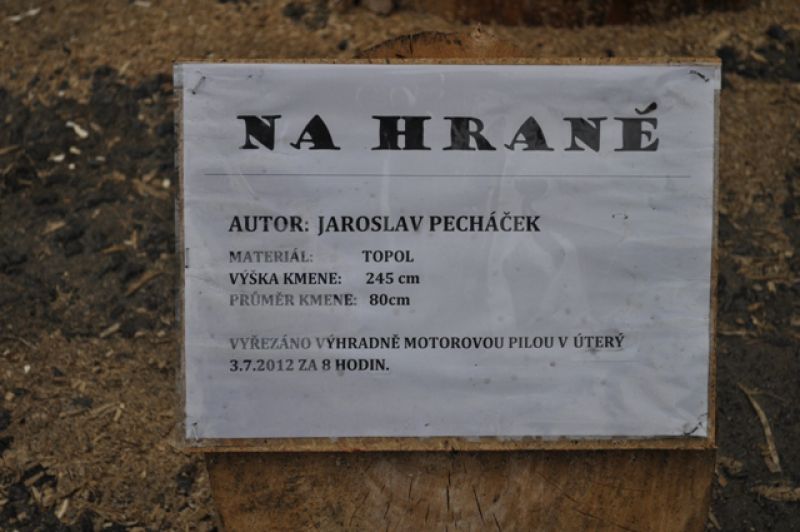 NA HRANĚ
AUTOR: JAROSLAV PECHÁČEK
MATERIÁL: TOPOL
VÝŠKA KMENE: 245 cm
PRŮMĚR KMENE: 80cm
VYŘEZÁNO VÝHRADNĚ MOTOROVOU PILOU V ÚTERÝ
3.7.2012 ZA 8 HODIN.